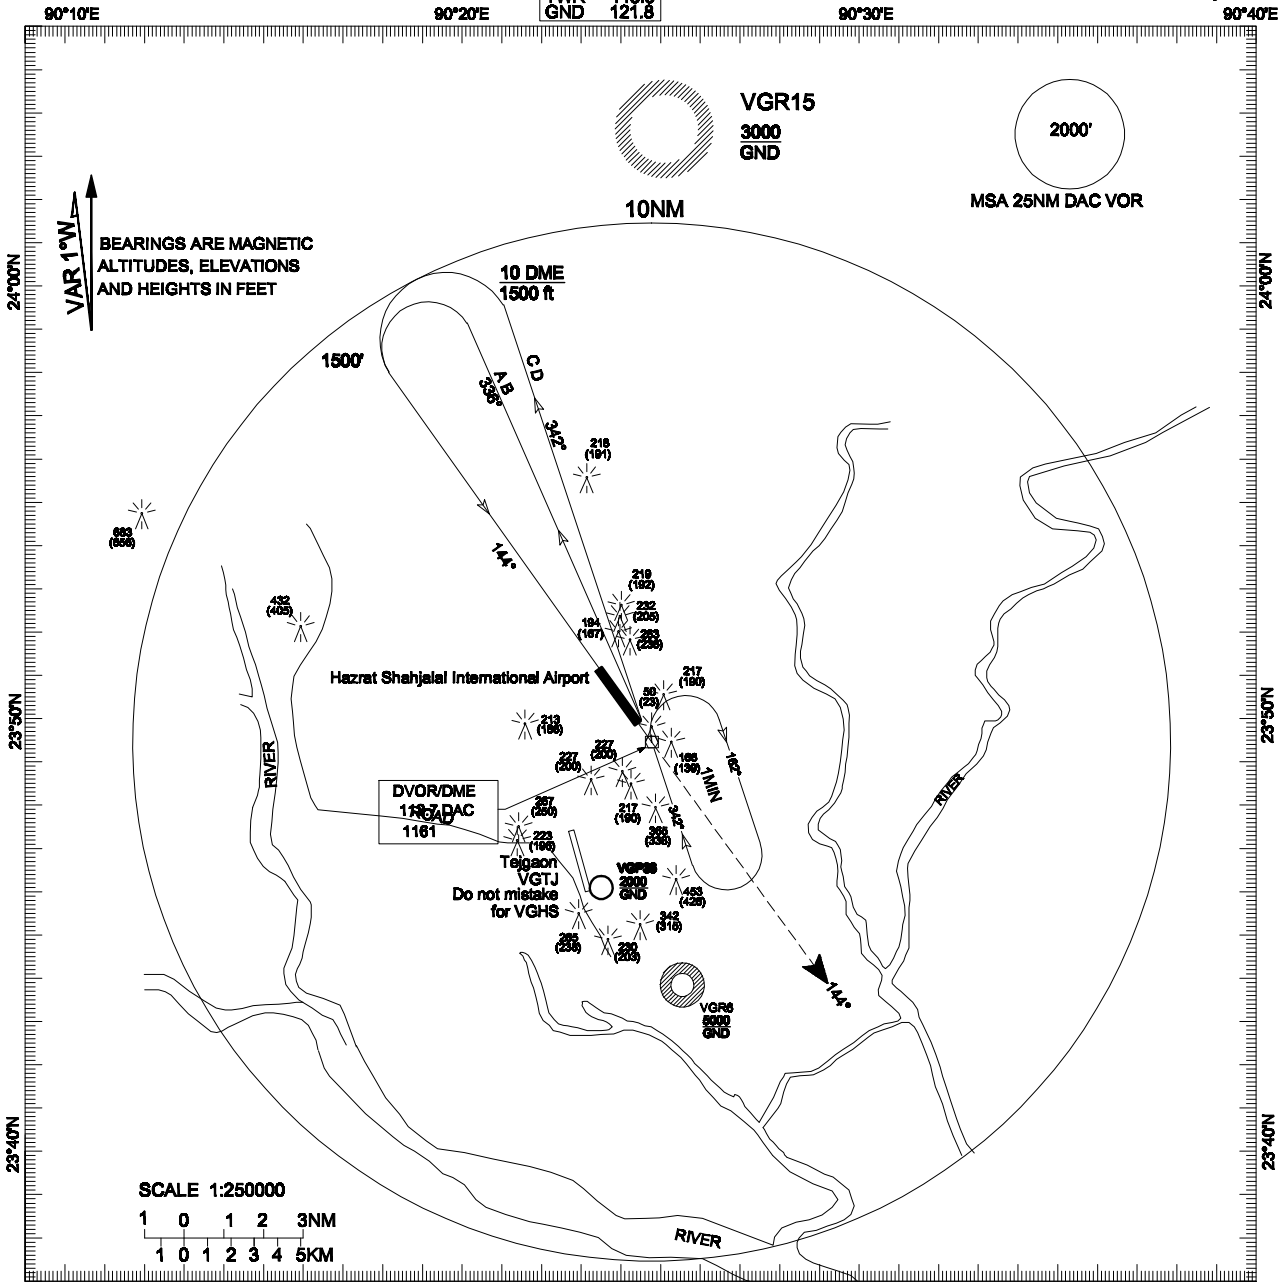 GND 121.8
90°10'E
90°20'E
90°30'E
90°40'E
VGR15
3000
GND
2000'
MSA 25NM DAC VOR
10NM
VAR 1°W
BEARINGS ARE MAGNETIC
ALTITUDES, ELEVATIONS
AND HEIGHTS IN FEET
24°00'N
24°00'N
10 DME
1500 ft
1500'
C D
A B
336°
342°
218
(191)
683
(656)
144°
219
(192)
432
(405)
232
(205)
194
(167)
263
(236)
Hazrat Shahjalal International Airport
217
(190)
50
(23)
23°50'N
23°50'N
213
(186)
227
(200)
227
(200)
166
(139)
162°
1MIN
RIVER
RIVER
DVOR/DME
DAC
ROAD
1161
217
(190)
342°
365
(338)
(250)
223
(196)
Tejgaon
VGTJ
Do not mistake
for VGHS
2000
GND
453
(426)
342
(315)
265
(238)
230
(203)
144°
VGR6
5000
GND
23°40'N
23°40'N
SCALE 1:250000
1 0 1 2 3NM
1 0 1 2 3 4 5KM
RIVER